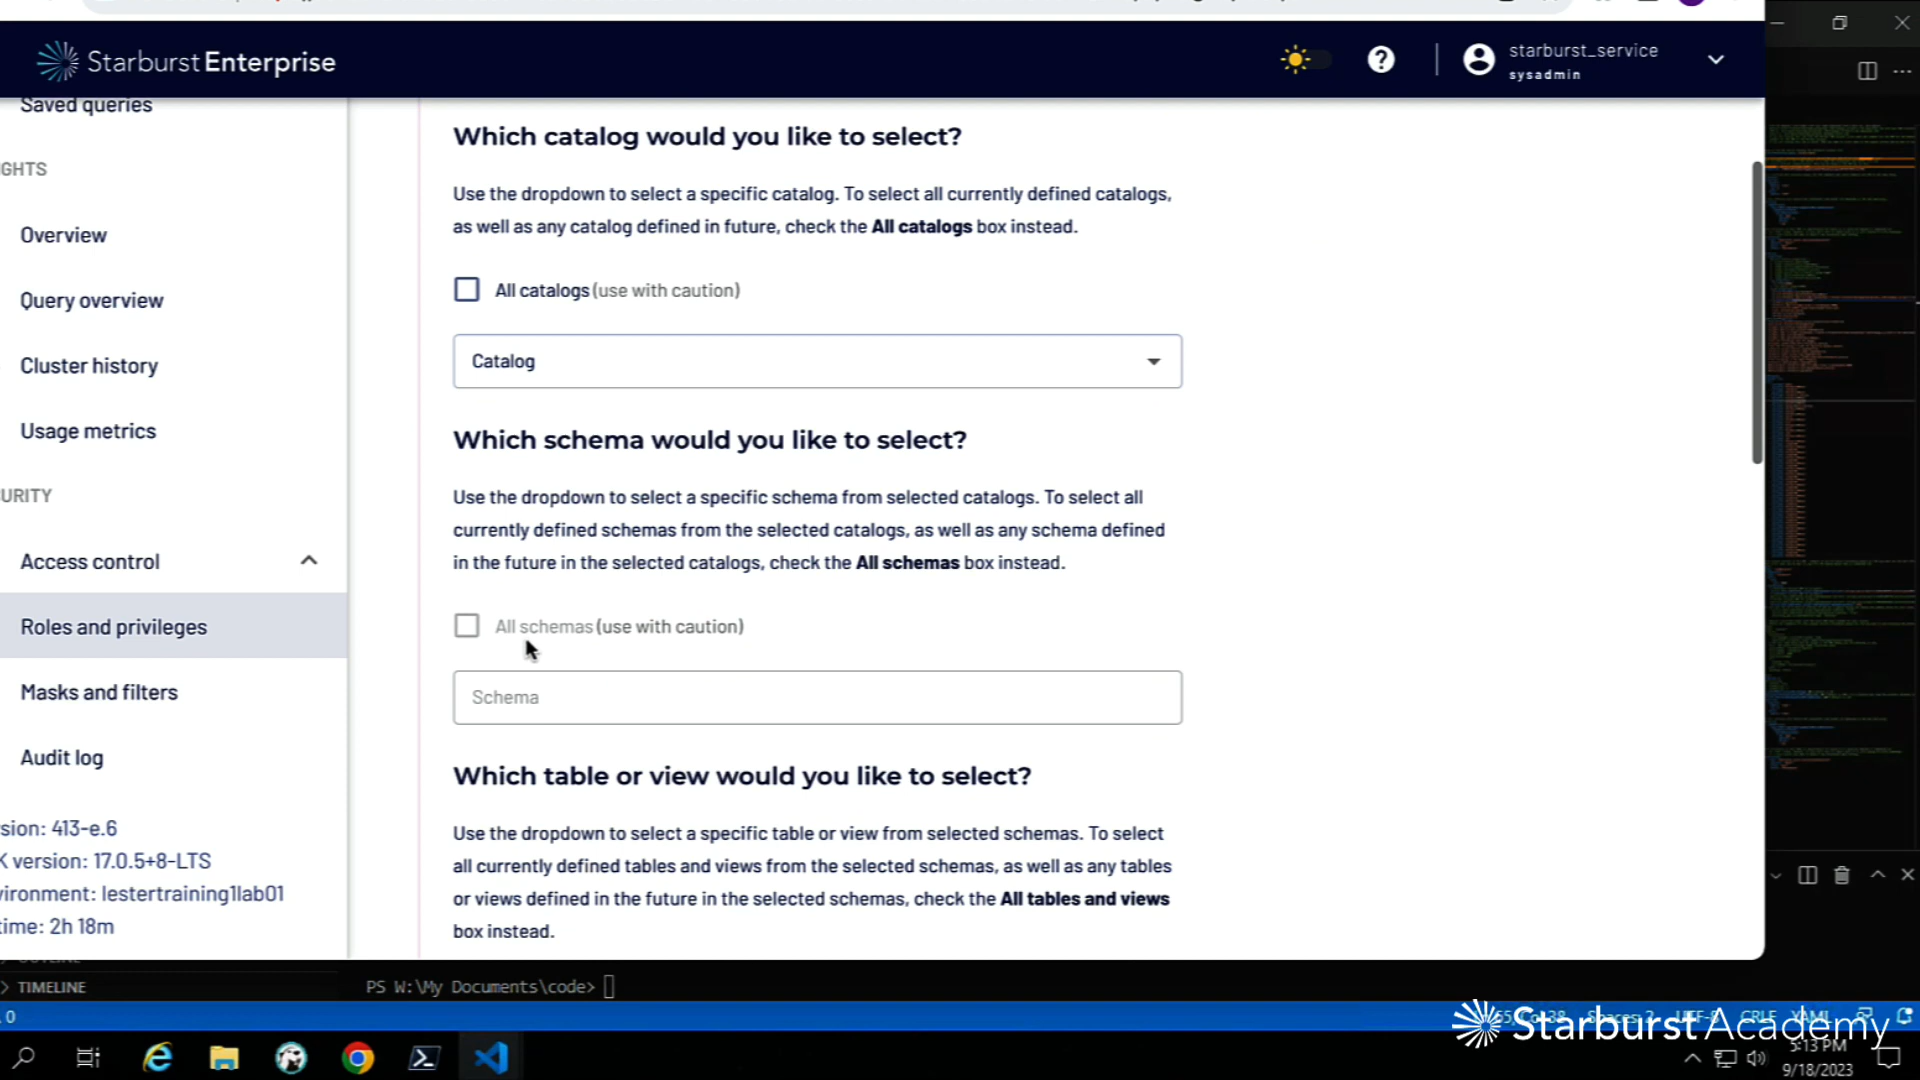 Starburst Enterprise
starburst_service
sysadmin
Saved queries
GHTS
Overview
Query overview
Cluster history
Usage metrics
URITY
Access control
Roles and privileges
Masks and filters
Audit log
sion: 413-e.6
K version: 17.0.5+8-LTS
vironment: lestertraining1lab01
time: 2h 18m
Which catalog would you like to select?
Use the dropdown to select a specific catalog. To select all currently defined catalogs,
as well as any catalog defined in future, check the All catalogs box instead.
All catalogs (use with caution)
Catalog
Which schema would you like to select?
Use the dropdown to select a specific schema from selected catalogs. To select all
currently defined schemas from the selected catalogs, as well as any schema defined
in the future in the selected catalogs, check the All schemas box instead.
All schemas (use with caution)
Schema
Which table or view would you like to select?
Use the dropdown to select a specific table or view from selected schemas. To select
all currently defined tables and views from the selected schemas, as well as any tables
or views defined in the future in the selected schemas, check the All tables and views
box instead.
TIMELINE
PS W:\My Documents\code>
0
Starburst Academy
5:13 PM
9/18/2023